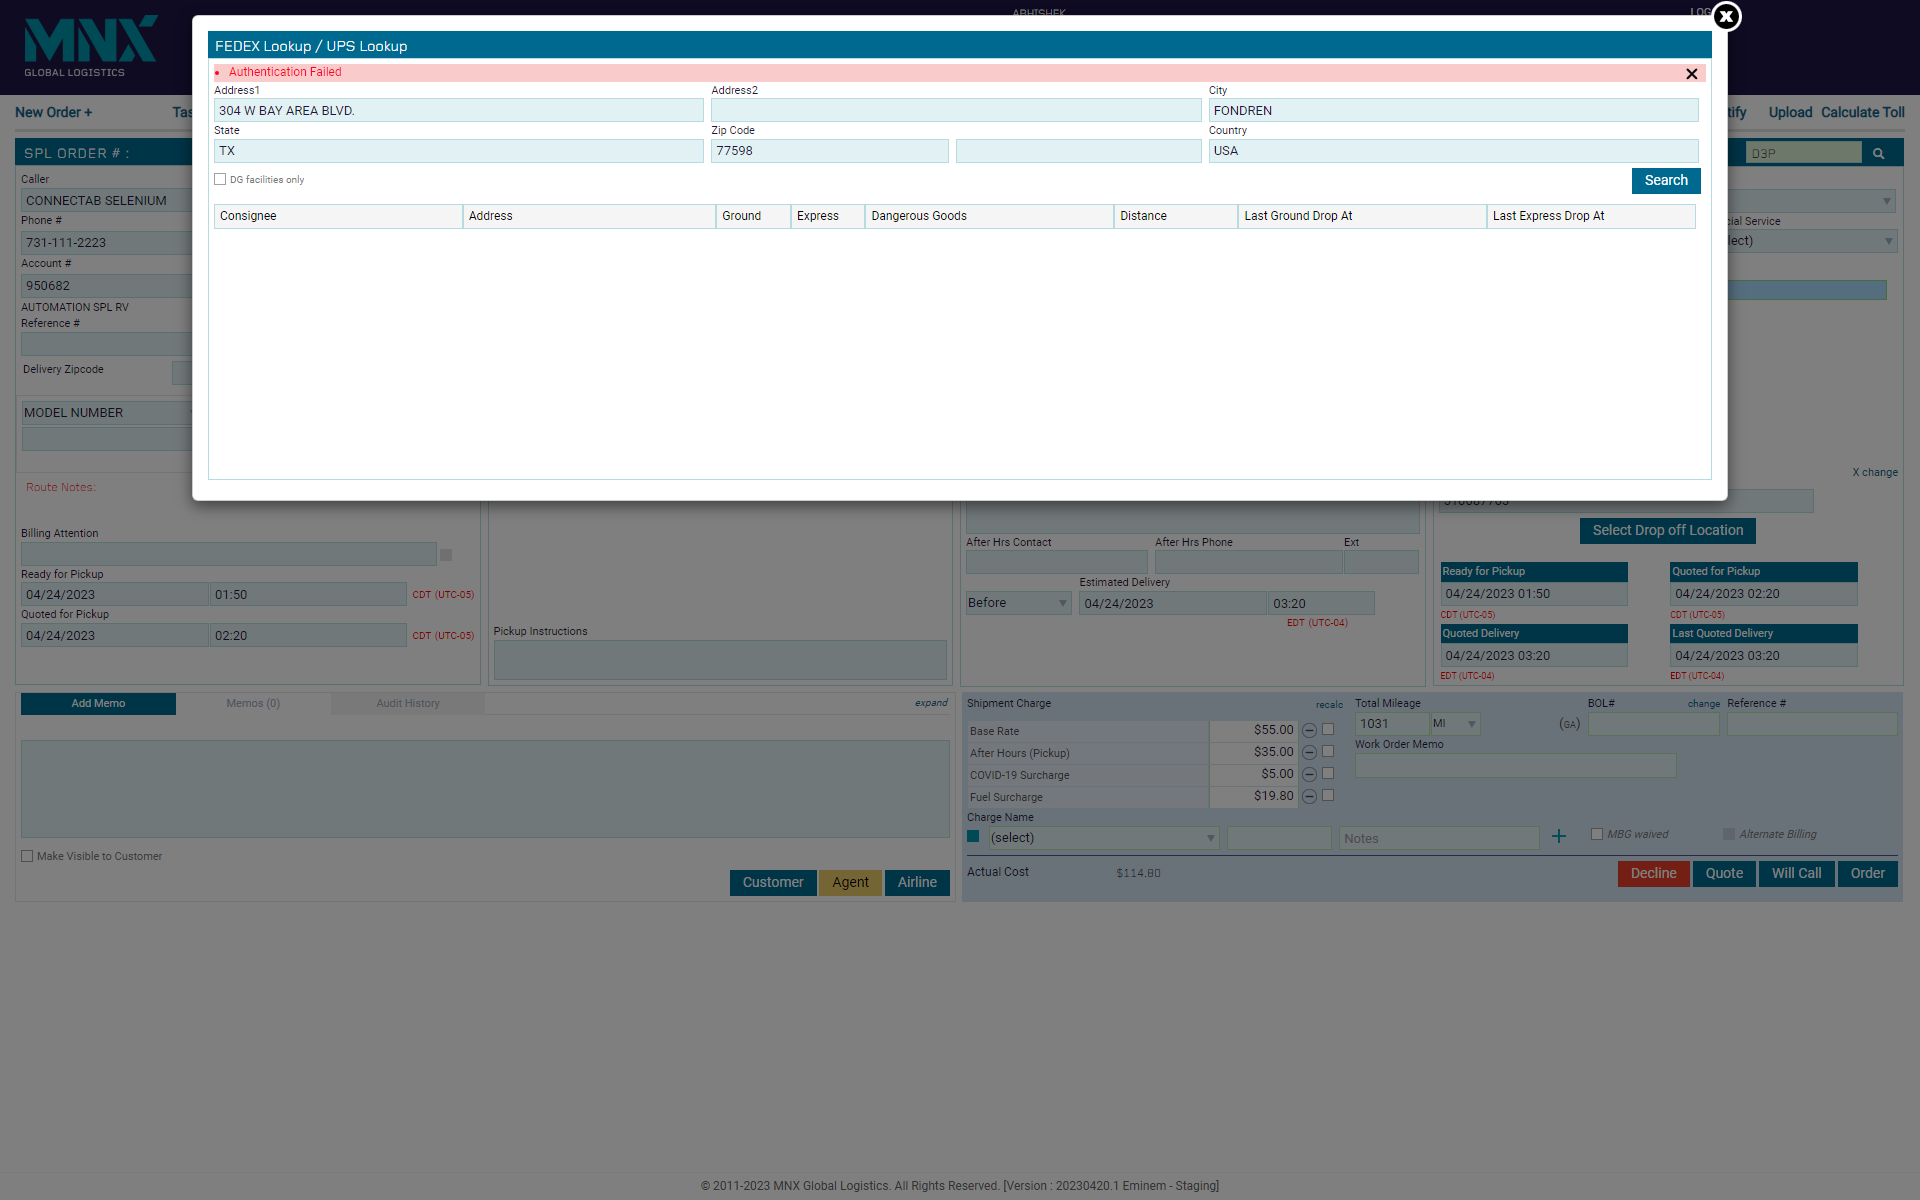 MNX
GLOBAL LOGISTICS
ABHISHEK
LOG
New Order +
Tas
tify
Upload
Calculate Toll
FEDEX Lookup / UPS Lookup
Authentication Failed
Address1
Address2
City
304 W BAY AREA BLVD.
FONDREN
State
Zip Code
Country
TX
77598
USA
DG facilities only
Search
Consignee
Address
Ground
Express
Dangerous Goods
Distance
Last Ground Drop At
Last Express Drop At
SPL ORDER # :
D3P
Caller
CONNECTAB SELENIUM
Phone #
731-111-2223
Account #
950682
AUTOMATION SPL RV
Reference #
Delivery Zipcode
MODEL NUMBER
Route Notes:
cial Service
lect)
X change
Select Drop off Location
Billing Attention
Ready for Pickup
04/24/2023
01:50
CDT (UTC-05)
Quoted for Pickup
04/24/2023
02:20
CDT (UTC-05)
Pickup Instructions
After Hrs Contact
After Hrs Phone
Ext
Estimated Delivery
Before
04/24/2023
03:20
EDT (UTC-04)
Ready for Pickup
Quoted for Pickup
04/24/2023 01:50
04/24/2023 02:20
CDT (UTC-05)
CDT (UTC-05)
Quoted Delivery
Last Quoted Delivery
04/24/2023 03:20
04/24/2023 03:20
EDT (UTC-04)
EDT (UTC-04)
Add Memo
Memos (0)
Audit History
expand
Make Visible to Customer
Customer
Agent
Airline
Shipment Charge
recalc
Base Rate
$55.00
After Hours (Pickup)
$35.00
COVID-19 Surcharge
$5.00
Fuel Surcharge
$19.80
Total Mileage
1031
MI
(GA)
BOL#
change
Reference #
Work Order Memo
Charge Name
(select)
Notes
MBG waived
Alternate Billing
Actual Cost
$114.80
Decline
Quote
Will Call
Order
© 2011-2023 MNX Global Logistics. All Rights Reserved. [Version : 20230420.1 Eminem - Staging]